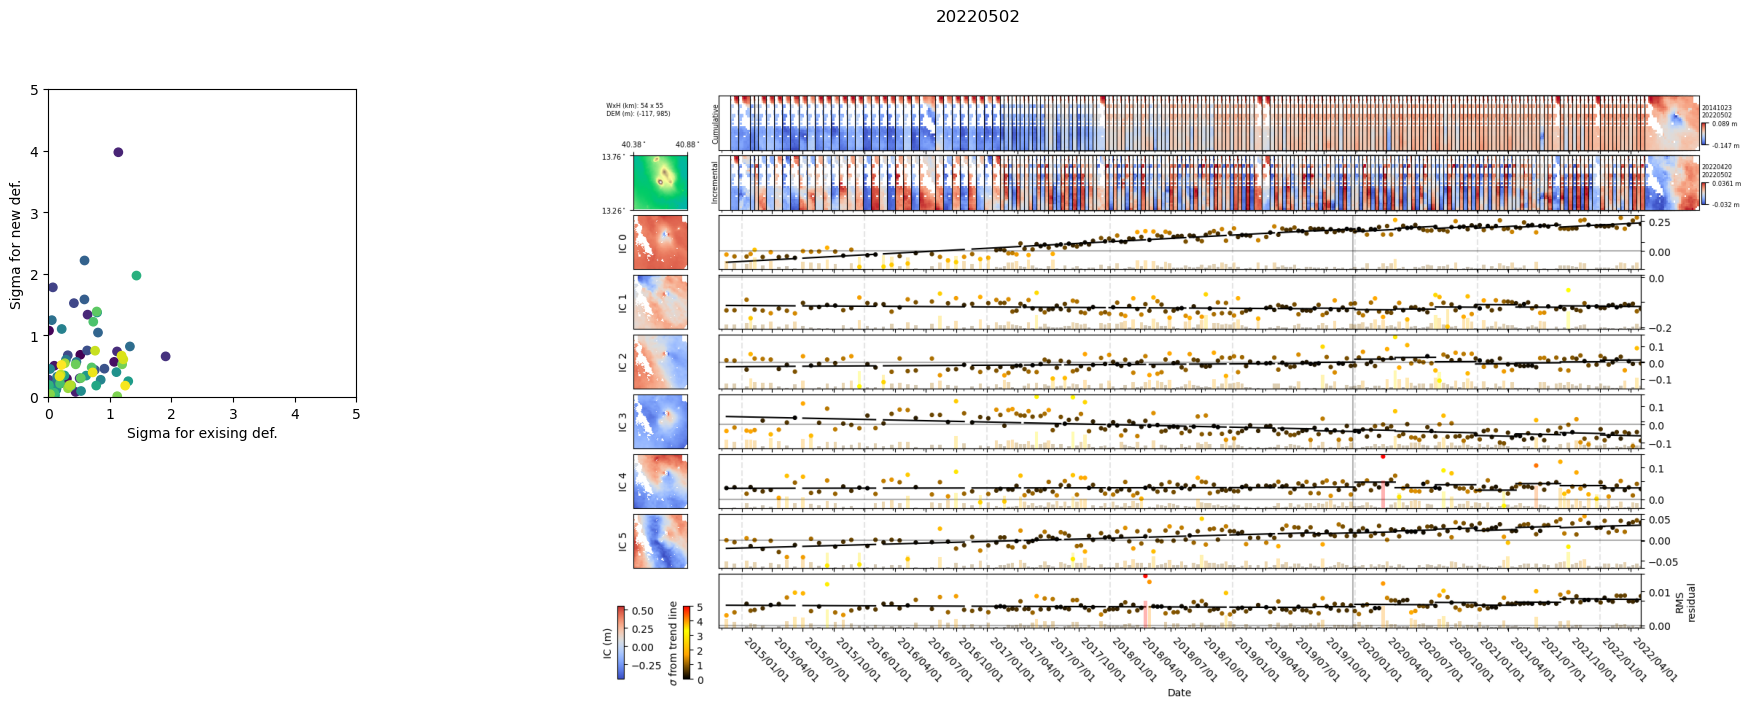 20220502
5
4
3
2
1
0
0 1 2 3 4 5
Sigma for new def.
Sigma for exising def.
WxH (km): 54 x 55
DEM (m): (-117, 985)
40.38° 40.88°
13.76°
13.26°
Cumulative
20141023
20220502
0.089 m
-0.147 m
Incremental
20220420
20220502
0.0361 m
-0.032 m
IC 0
0.25
0.00
IC 1
0.0
−0.2
IC 2
0.1
0.0
−0.1
IC 3
0.1
0.0
−0.1
IC 4
0.1
0.0
IC 5
0.05
0.00
−0.05
0.01
0.00
RMS
residual
IC (m)
0.50
0.25
0.00
−0.25
σ from trend line
5
4
3
2
1
0
2015/01/01 2015/04/01 2015/07/01 2015/10/01 2016/01/01 2016/04/01 2016/07/01 2016/10/01 2017/01/01 2017/04/01 2017/07/01 2017/10/01 2018/01/01 2018/04/01 2018/07/01 2018/10/01 2019/01/01 2019/04/01 2019/07/01 2019/10/01 2020/01/01 2020/04/01 2020/07/01 2020/10/01 2021/01/01 2021/04/01 2021/07/01 2021/10/01 2022/01/01 2022/04/01
Date